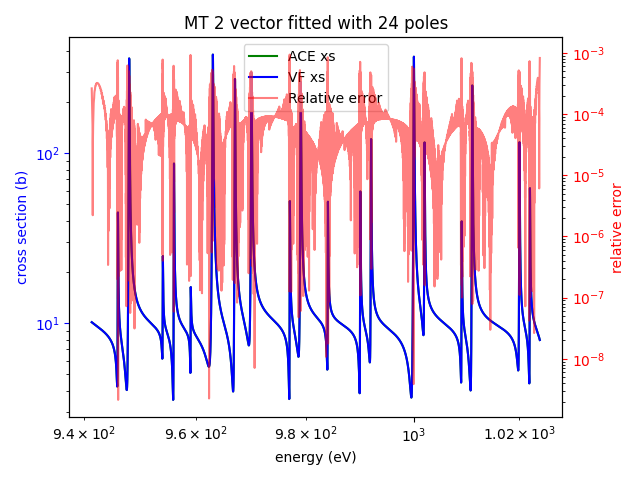 MT 2 vector fitted with 24 poles
ACE xs
VF xs
Relative error
cross section (b)
10²
10¹
relative error
10⁻³
10⁻⁴
10⁻⁵
10⁻⁶
10⁻⁷
10⁻⁸
9.4 × 10²
9.6 × 10²
9.8 × 10²
10³
1.02 × 10³
energy (eV)